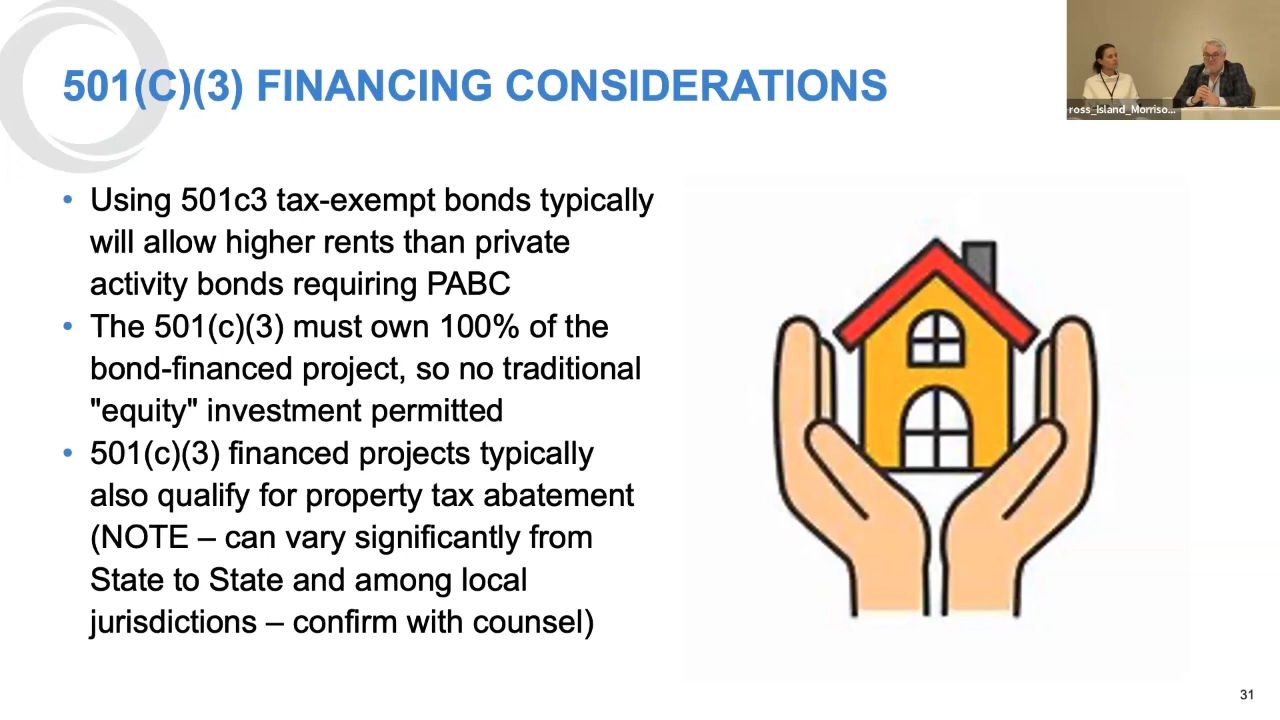 501(C)(3) FINANCING CONSIDERATIONS
ross_Island_Morriso...
• Using 501c3 tax-exempt bonds typically
will allow higher rents than private
activity bonds requiring PABC
• The 501(c)(3) must own 100% of the
bond-financed project, so no traditional
"equity" investment permitted
• 501(c)(3) financed projects typically
also qualify for property tax abatement
(NOTE – can vary significantly from
State to State and among local
jurisdictions – confirm with counsel)
31